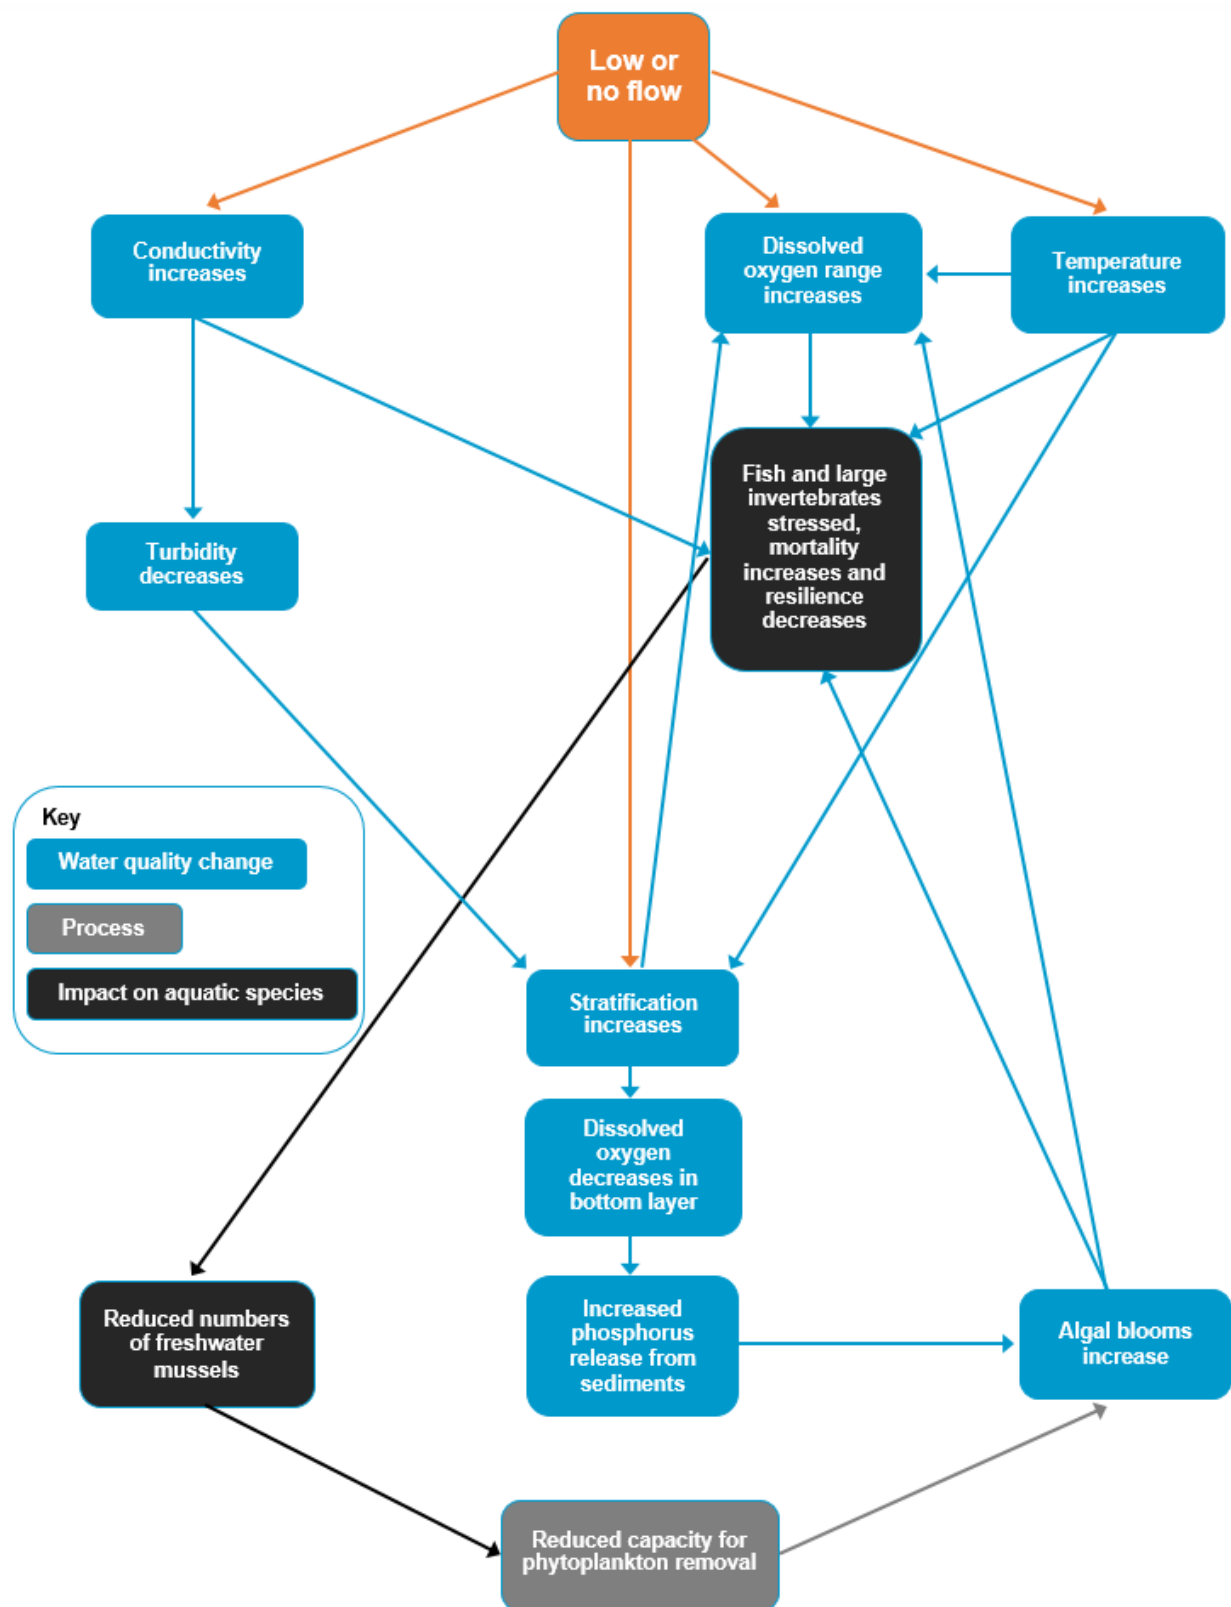 Low or
no flow
Conductivity
increases
Dissolved
oxygen range
increases
Temperature
increases
Fish and large
invertebrates
stressed,
mortality
increases and
resilience
decreases
Turbidity
decreases
Key
Water quality change
Process
Impact on aquatic species
Stratification
increases
Dissolved
oxygen
decreases in
bottom layer
Reduced numbers
of freshwater
mussels
Increased
phosphorus
release from
sediments
Algal blooms
increase
Reduced capacity for
phytoplankton removal